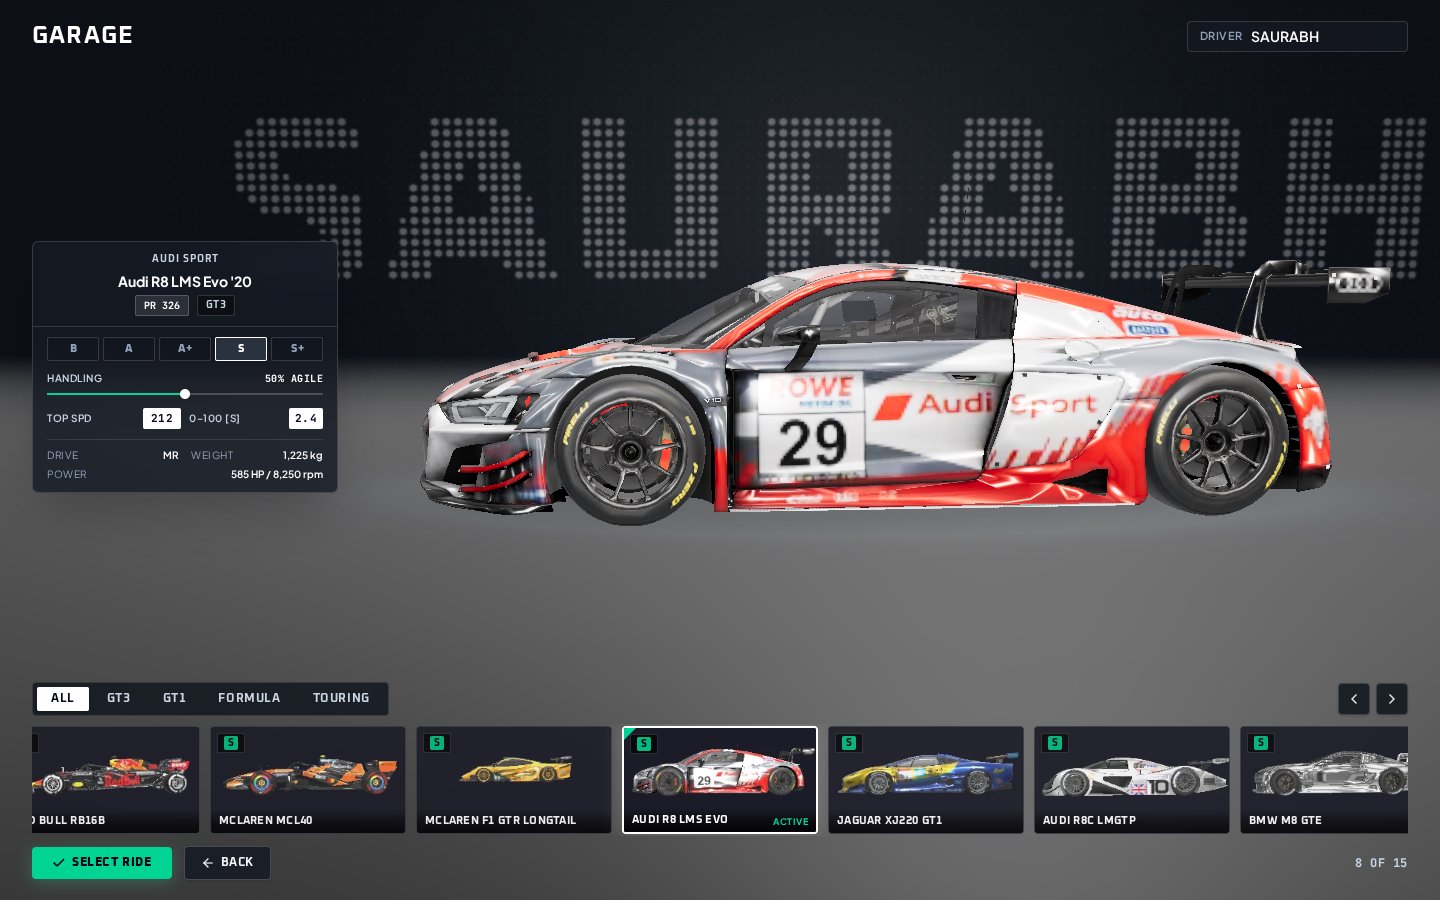 GARAGE
DRIVER SAURABH
SAURABH
AUDI SPORT
Audi R8 LMS Evo '20
PR 326 GT3
B A A+ S S+
HANDLING 50% AGILE
TOP SPD 212 0-100 [S] 2.4
DRIVE MR WEIGHT 1,225 kg
POWER 585 HP / 8,250 rpm
ROWE
29
Audi Sport
PIRELLI
P ZERO
V10
ALL GT3 GT1 FORMULA TOURING
S S S S S S
BULL RB16B
MCLAREN MCL40
MCLAREN F1 GTR LONGTAIL
AUDI R8 LMS EVO ACTIVE
JAGUAR XJ220 GT1
AUDI R8C LMGTP
BMW M8 GTE
SELECT RIDE
BACK
8 OF 15